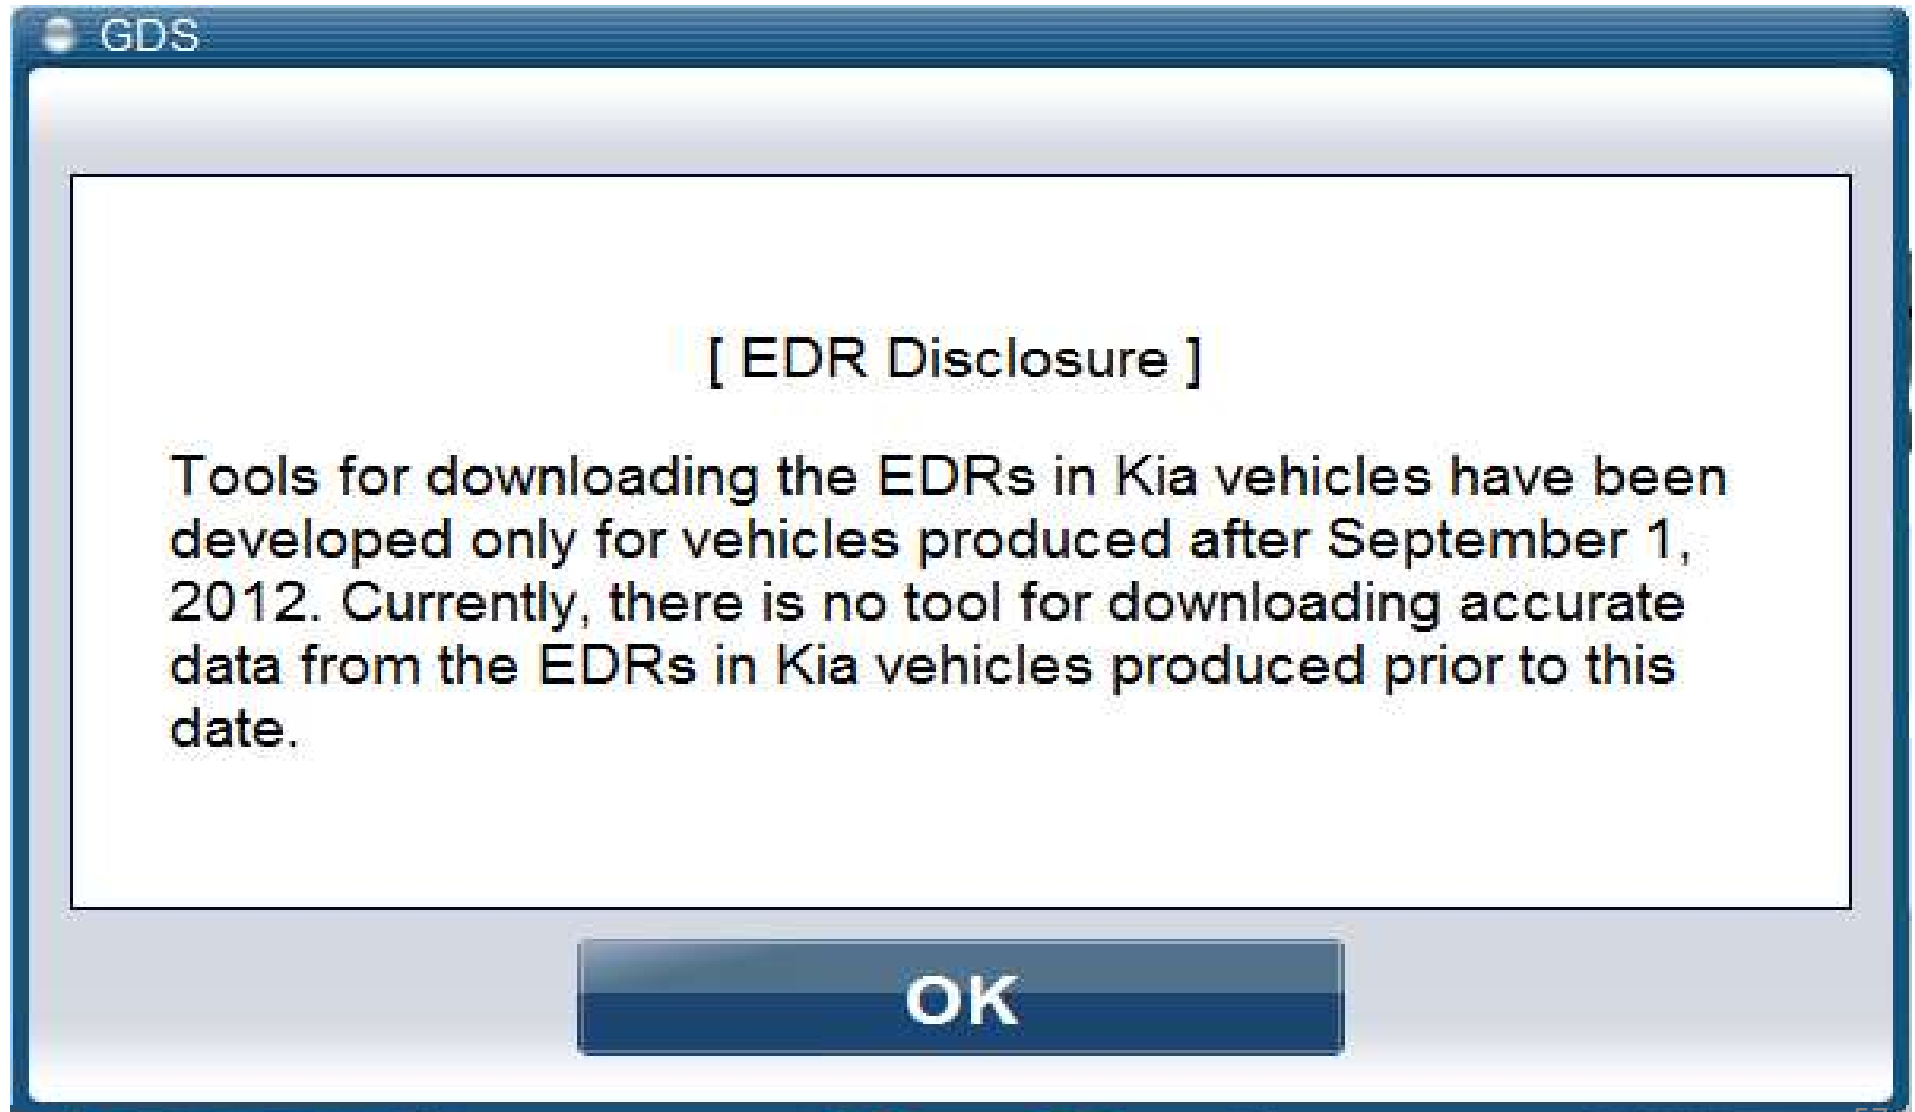 GDS
[ EDR Disclosure ]
Tools for downloading the EDRs in Kia vehicles have been
developed only for vehicles produced after September 1,
2012. Currently, there is no tool for downloading accurate
data from the EDRs in Kia vehicles produced prior to this
date.
OK